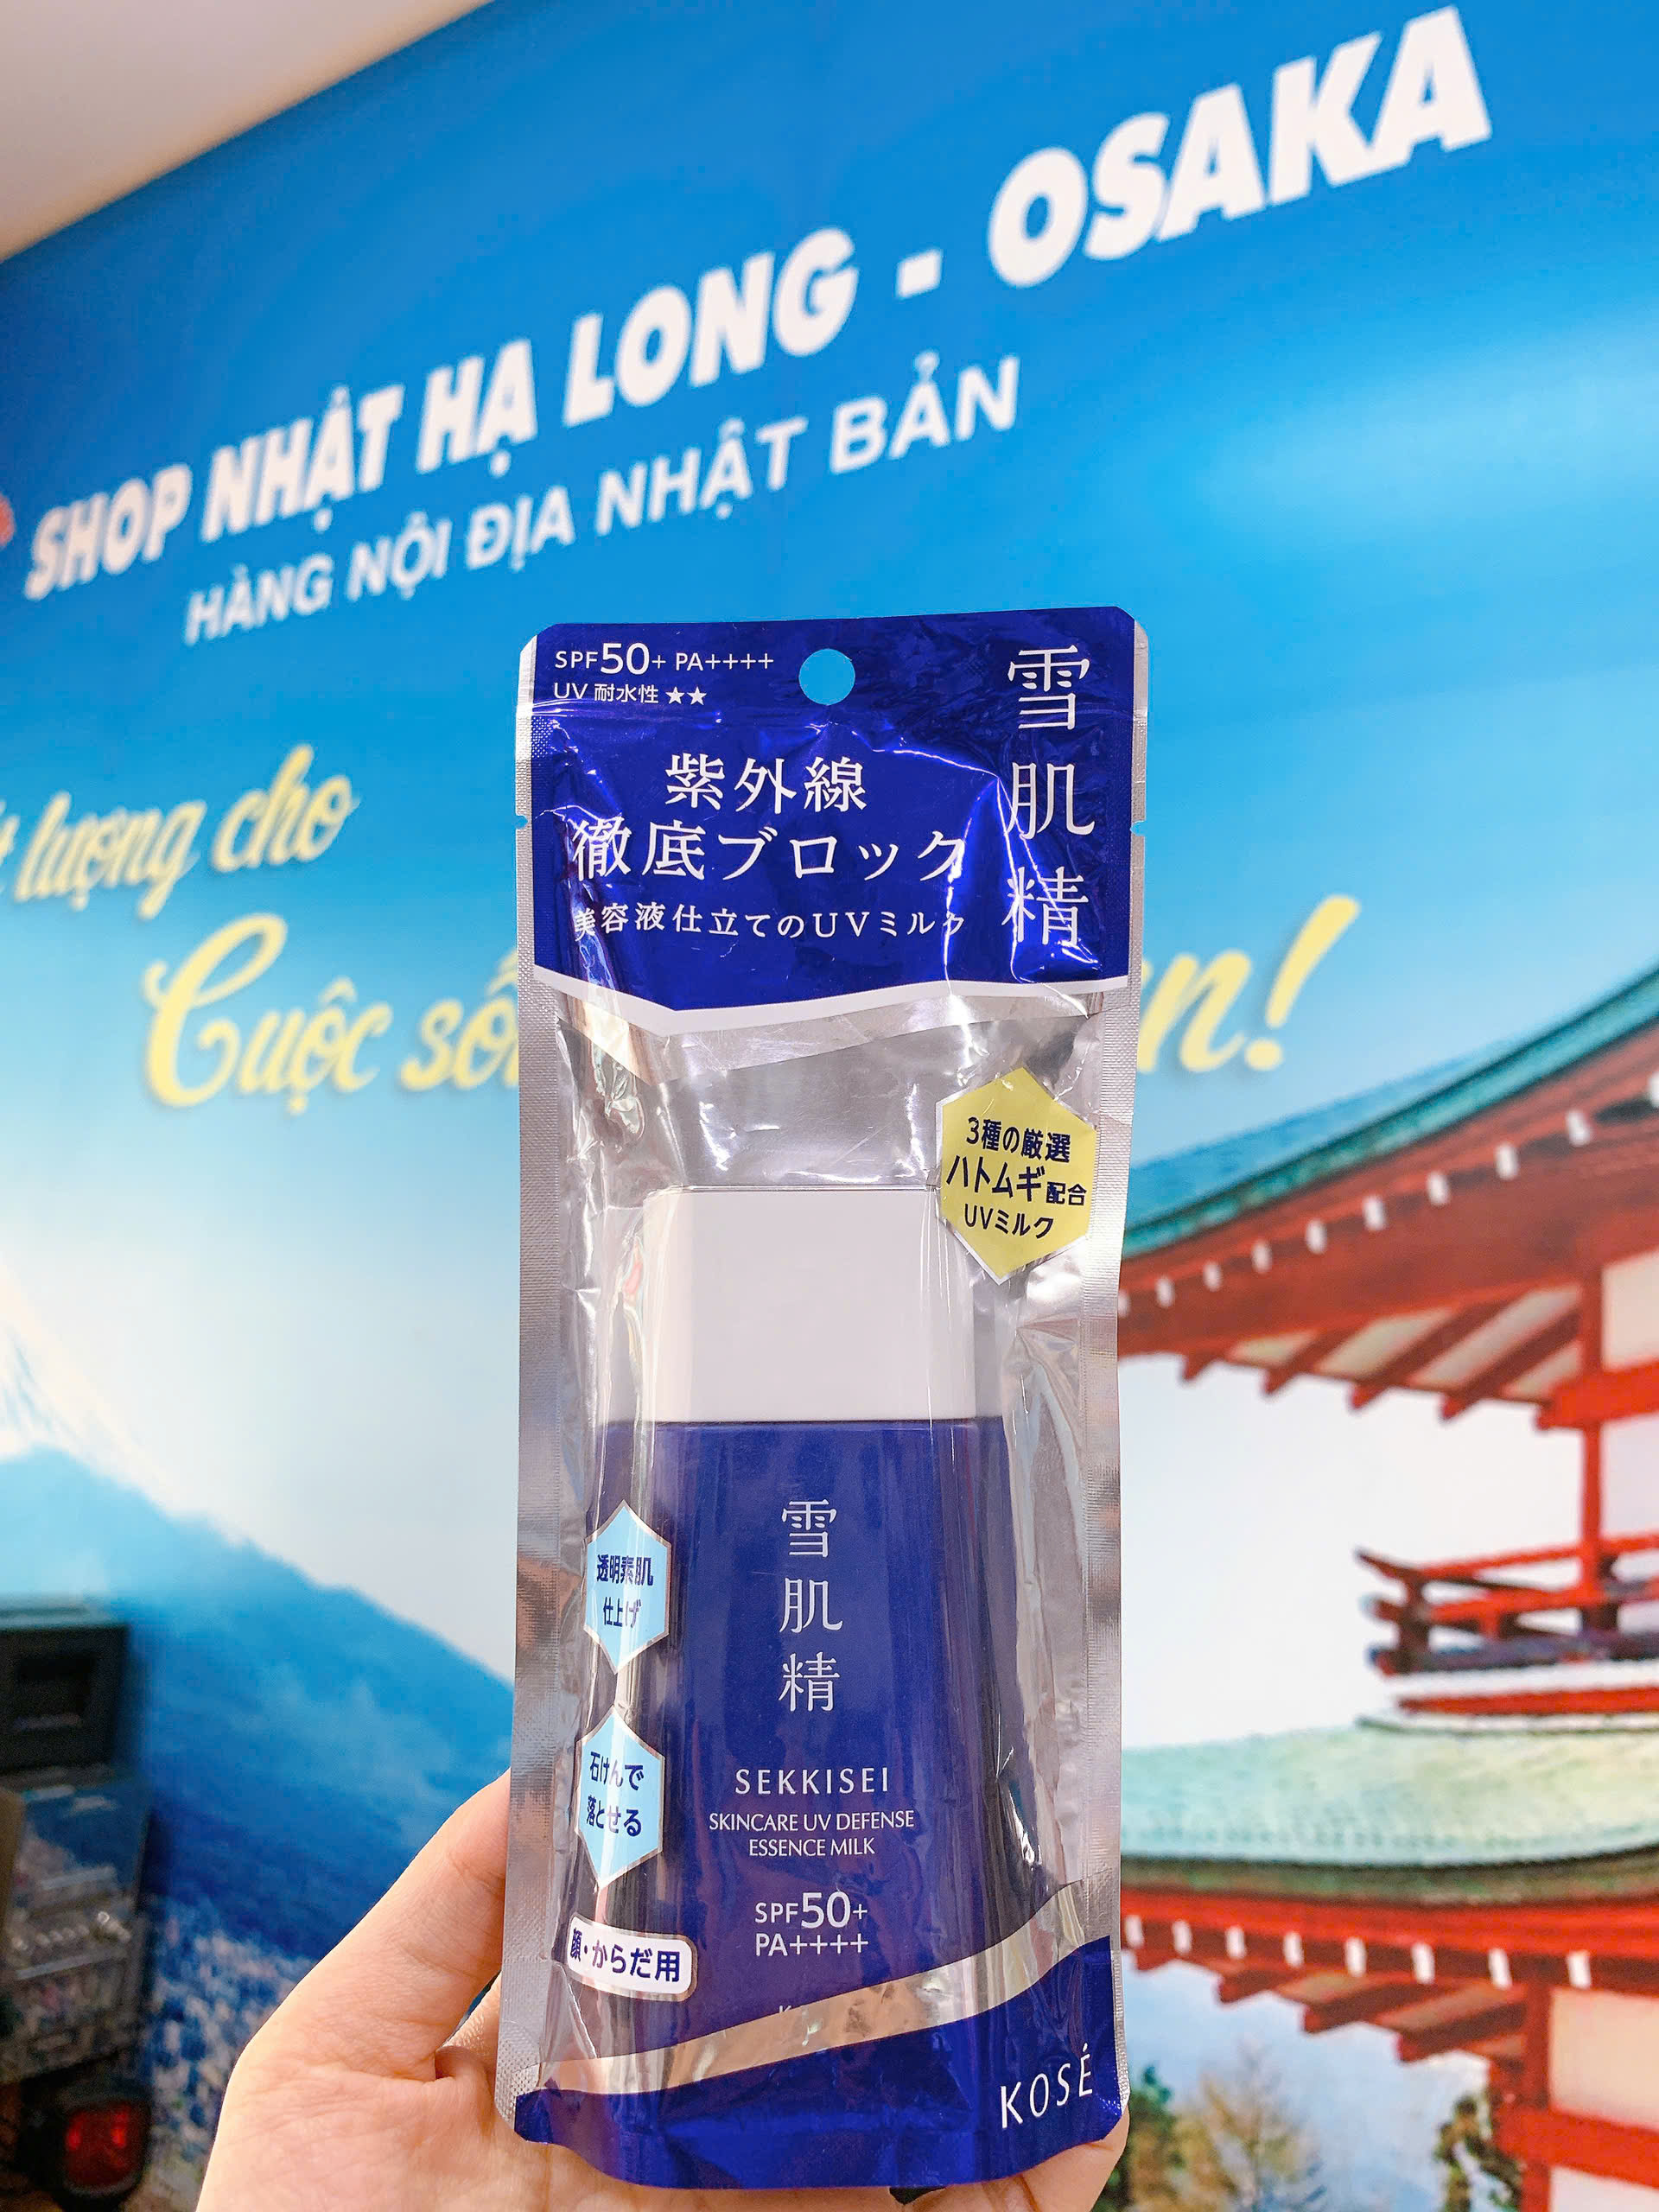 SHOP NHẬT HẠ LONG - OSAKA
HÀNG NỘI ĐỊA NHẬT BẢN
lượng cho
Cuộc
SPF50+ PA++++
UV 耐水性 ★★
雪肌精
紫外線
徹底ブロック
美容液仕立てのUVミルク
3種の厳選
ハトムギ配合
UVミルク
雪肌精
透明素肌
仕上げ
石けんで
落とせる
SEKKISEI
SKINCARE UV DEFENSE
ESSENCE MILK
SPF50+
PA++++
顔・からだ用
KOSÉ